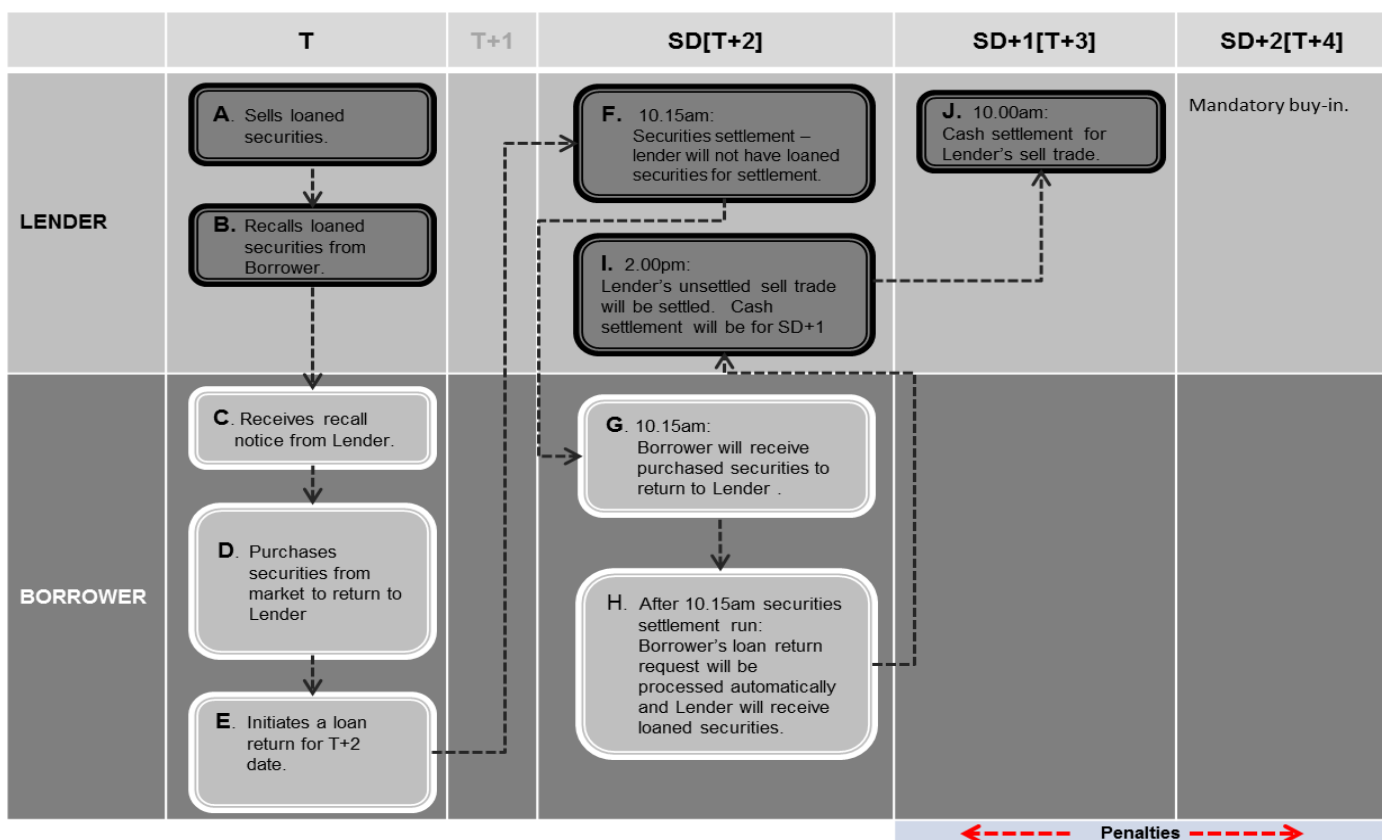 T
T+1
SD[T+2]
SD+1[T+3]
SD+2[T+4]
LENDER
A. Sells loaned
securities.
B. Recalls loaned
securities from
Borrower.
F. 10.15am:
Securities settlement –
lender will not have loaned
securities for settlement.
I. 2.00pm:
Lender's unsettled sell trade
will be settled. Cash
settlement will be for SD+1
J. 10.00am:
Cash settlement for
Lender's sell trade.
Mandatory buy-in.
BORROWER
C. Receives recall
notice from Lender.
D. Purchases
securities from
market to return to
Lender
E. Initiates a loan
return for T+2
date.
G. 10.15am:
Borrower will receive
purchased securities to
return to Lender .
H. After 10.15am securities
settlement run:
Borrower's loan return
request will be
processed automatically
and Lender will receive
loaned securities.
Penalties